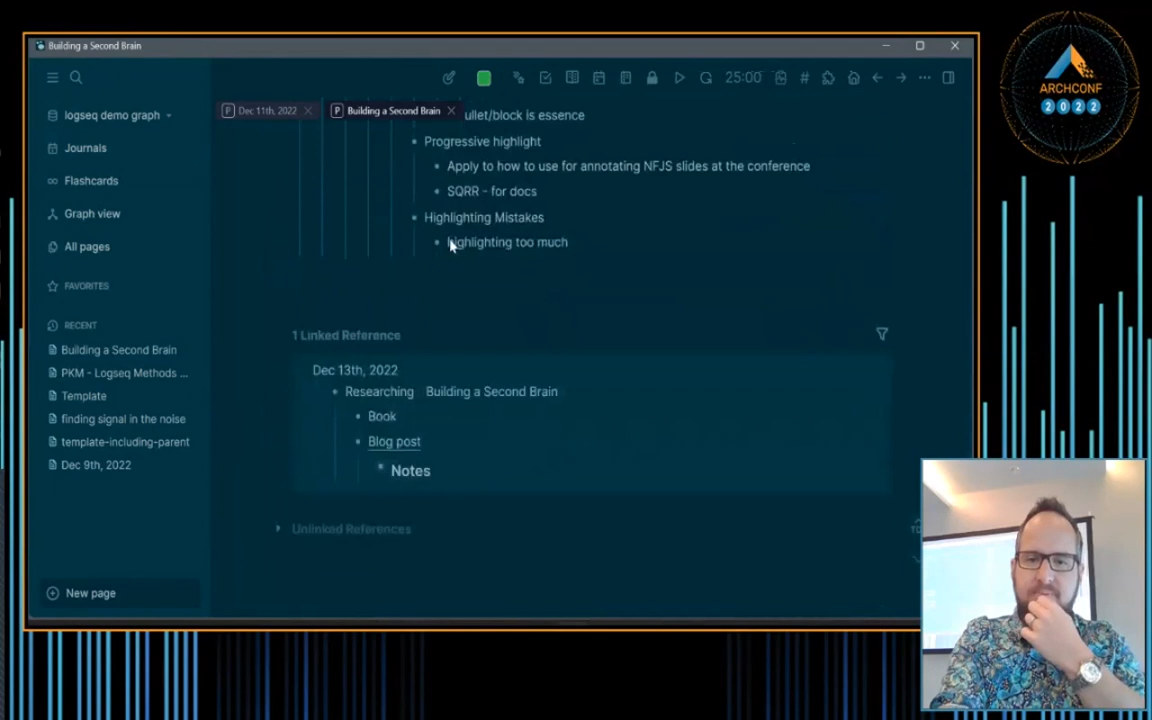 Building a Second Brain
25:00
#
logseq demo graph
Journals
Flashcards
Graph view
All pages
FAVORITES
RECENT
Building a Second Brain
PKM - Logseq Methods ...
Template
finding signal in the noise
template-including-parent
Dec 9th, 2022
New page
P Dec 11th, 2022
P Building a Second Brain
ullet/block is essence
Progressive highlight
Apply to how to use for annotating NFJS slides at the conference
SQRR - for docs
Highlighting Mistakes
highlighting too much
1 Linked Reference
Dec 13th, 2022
Researching Building a Second Brain
Book
Blog post
Notes
Unlinked References
ARCHCONF
2022